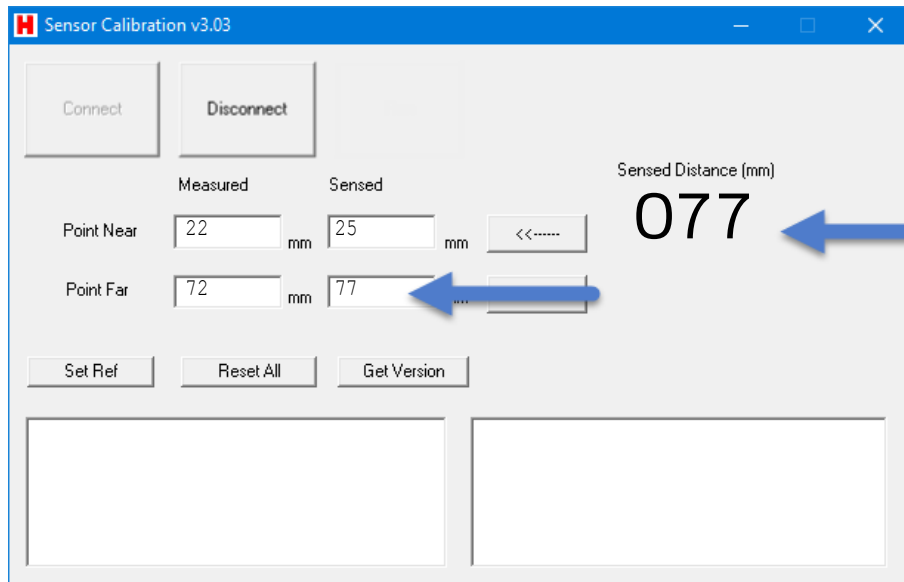 H Sensor Calibration v3.03
Connect Disconnect
Sensed Distance (mm)
077
Measured Sensed
Point Near 22 mm 25 mm <<------
Point Far 72 mm 77
Set Ref Reset All Get Version